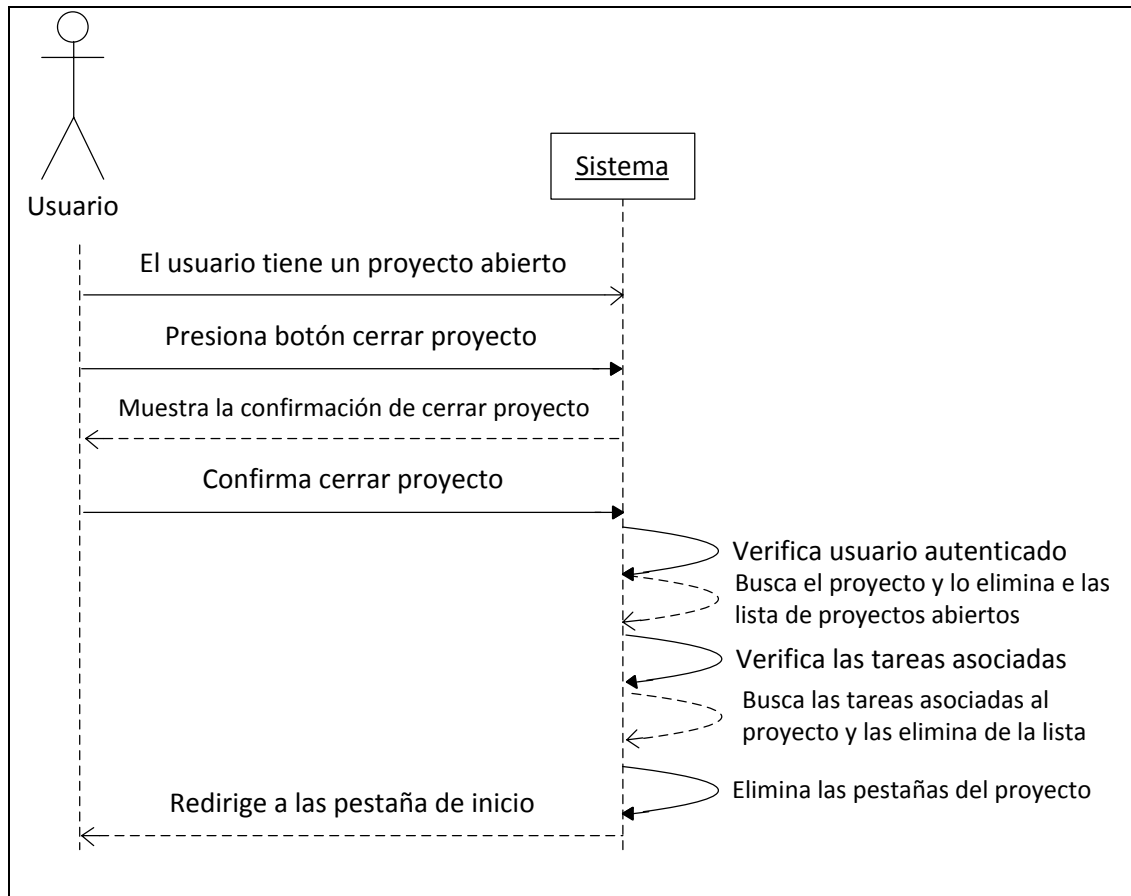 Sistema
Usuario
El usuario tiene un proyecto abierto
Presiona botón cerrar proyecto
Muestra la confirmación de cerrar proyecto
Confirma cerrar proyecto
Verifica usuario autenticado
Busca el proyecto y lo elimina e las
lista de proyectos abiertos
Verifica las tareas asociadas
Busca las tareas asociadas al
proyecto y las elimina de la lista
Elimina las pestañas del proyecto
Redirige a las pestaña de inicio